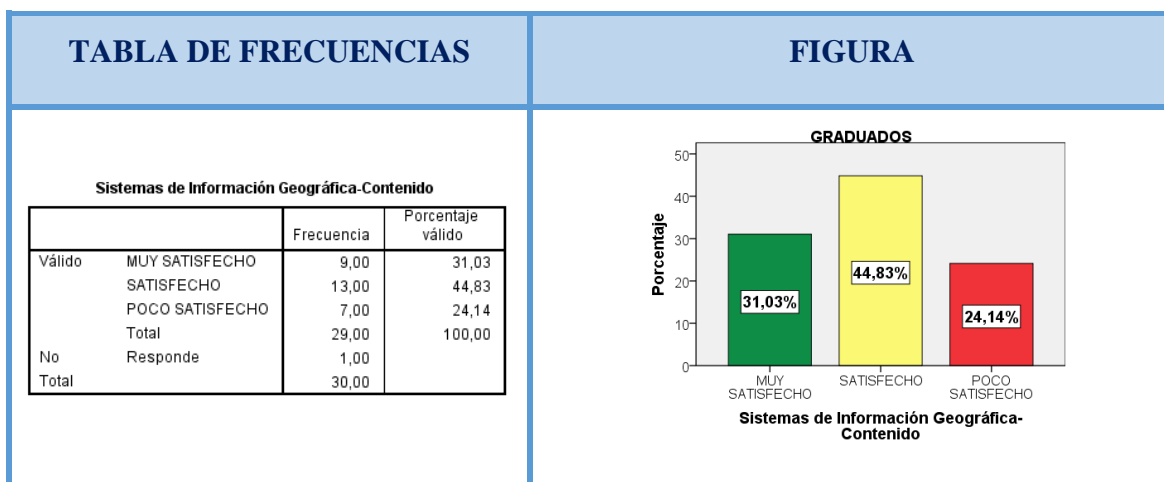 TABLA DE FRECUENCIAS
FIGURA
Sistemas de Información Geográfica-Contenido
Frecuencia Porcentaje válido
Válido MUY SATISFECHO 9,00 31,03
SATISFECHO 13,00 44,83
POCO SATISFECHO 7,00 24,14
Total 29,00 100,00
No Responde 1,00
Total 30,00
GRADUADOS
Porcentaje
50
40
30
20
10
0
31,03%
44,83%
24,14%
MUY SATISFECHO
SATISFECHO
POCO SATISFECHO
Sistemas de Información Geográfica-
Contenido